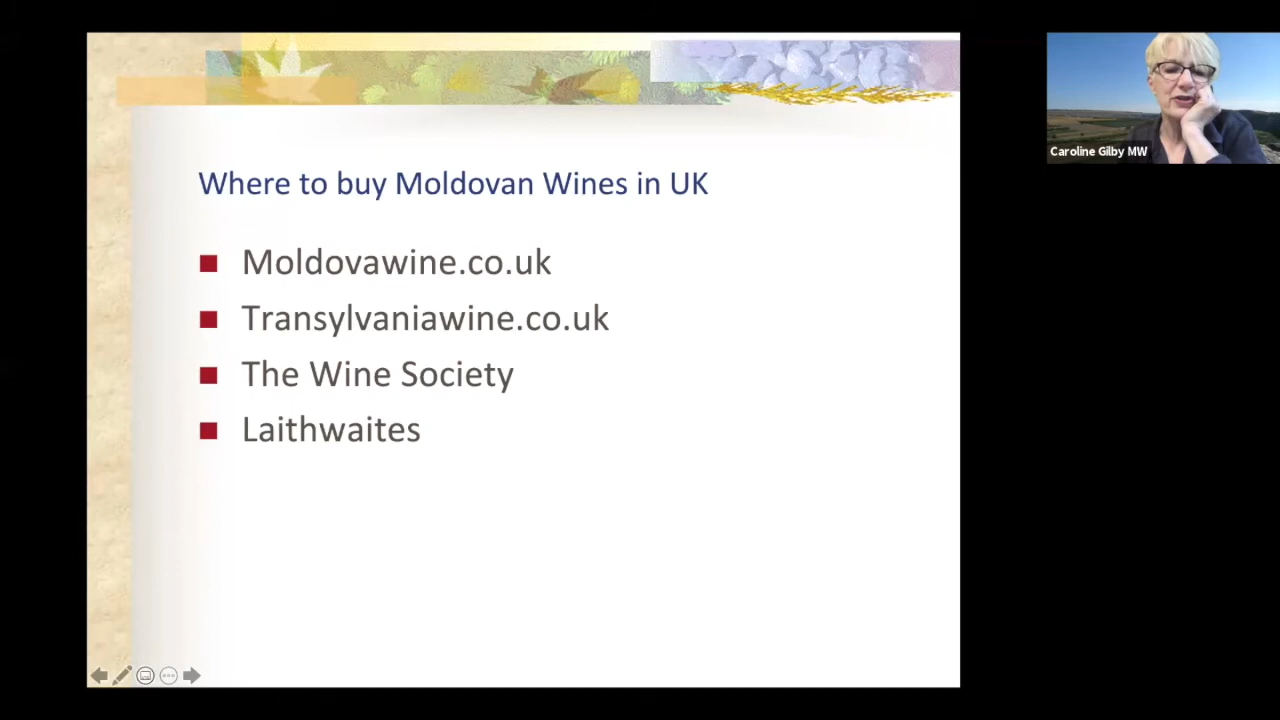 Where to buy Moldovan Wines in UK
Moldovawine.co.uk
Transylvaniawine.co.uk
The Wine Society
Laithwaites
Caroline Gilby MW